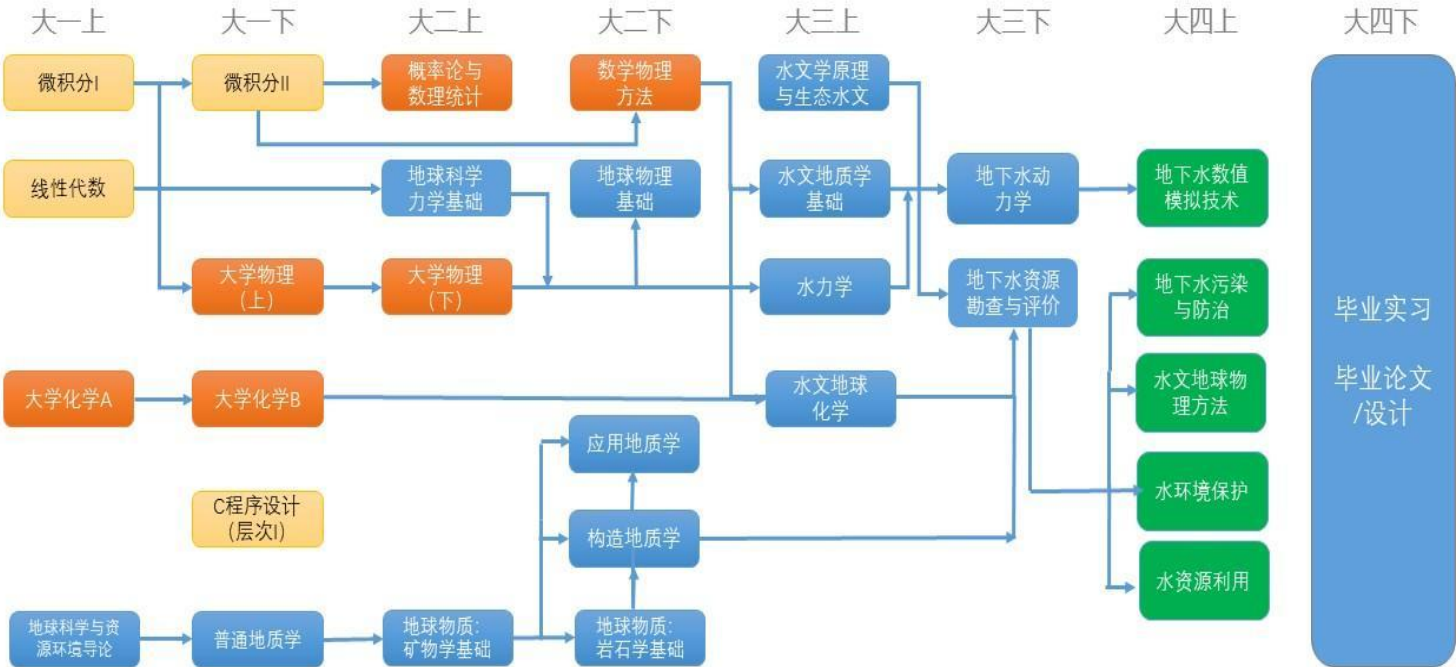 大一上
大一下
大二上
大二下
大三上
大三下
大四上
大四下
微积分I
微积分II
概率论与
数理统计
数学物理
方法
水文学原理
与生态水文
线性代数
地球科学
力学基础
地球物理
基础
水文地质学
基础
地下水动
力学
地下水数值
模拟技术
大学物理
(上)
大学物理
(下)
水力学
地下水资源
勘查与评价
地下水污染
与防治
毕业实习
毕业论文
/设计
大学化学A
大学化学B
水文地球
化学
水文地球物
理方法
应用地质学
C程序设计
(层次I)
构造地质学
水环境保护
水资源利用
地球科学与资
源环境导论
普通地质学
地球物质:
矿物学基础
地球物质:
岩石学基础